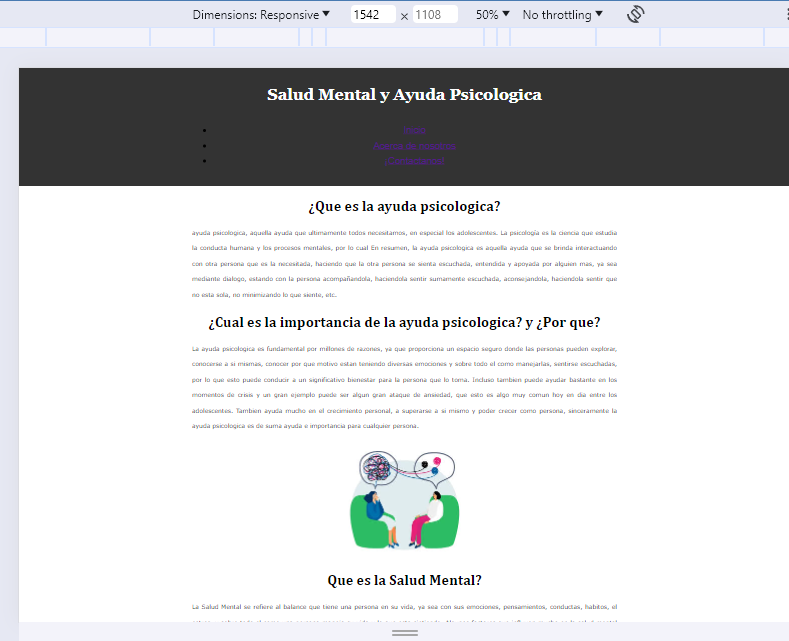 Dimensions: Responsive 1542 × 1108 50% No throttling
Salud Mental y Ayuda Psicologica
Inicio
Acerca de nosotros
¿Que es la ayuda psicologica?
ayuda psicologica, aquella ayuda que ultimamente todos necesitamos, en especial los adolescentes. La psicología es la ciencia que estudia
la conducta humana y los procesos mentales, por lo cual En resumen, la ayuda psicologica es aquella ayuda que se brinda interactuando
con otra persona que es la necesitada, haciendo que la otra persona se sienta escuchada, entendida y apoyada por alguien mas, ya sea
mediante dialogo, estando con la persona acompañandola, haciendola sentir sumamente escuchada, aconsejandola, haciendola sentir que
no esta sola, no minimizando lo que siente, etc.
¿Cual es la importancia de la ayuda psicologica? y ¿Por que?
La ayuda psicologica es fundamental por millones de razones, ya que proporciona un espacio seguro donde las personas pueden explorar,
conocerse a si mismas, conocer por que motivo estan teniendo diversas emociones y sobre todo el como manejarlas, sentirse escuchadas,
por lo que esto puede conducir a un significativo bienestar para la persona que lo toma. Incluso tambien puede ayudar bastante en los
momentos de crisis y un gran ejemplo puede ser algun gran ataque de ansiedad, que esto es algo muy comun hoy en dia entre los
adolescentes. Tambien ayuda mucho en el crecimiento personal, a superarse a si mismo y poder crecer como persona, sinceramente la
ayuda psicologica es de suma ayuda e importancia para cualquier persona.
Que es la Salud Mental?
La Salud Mental se refiere al balance que tiene una persona en su vida, ya sea con sus emociones, pensamientos, conductas, habitos, el